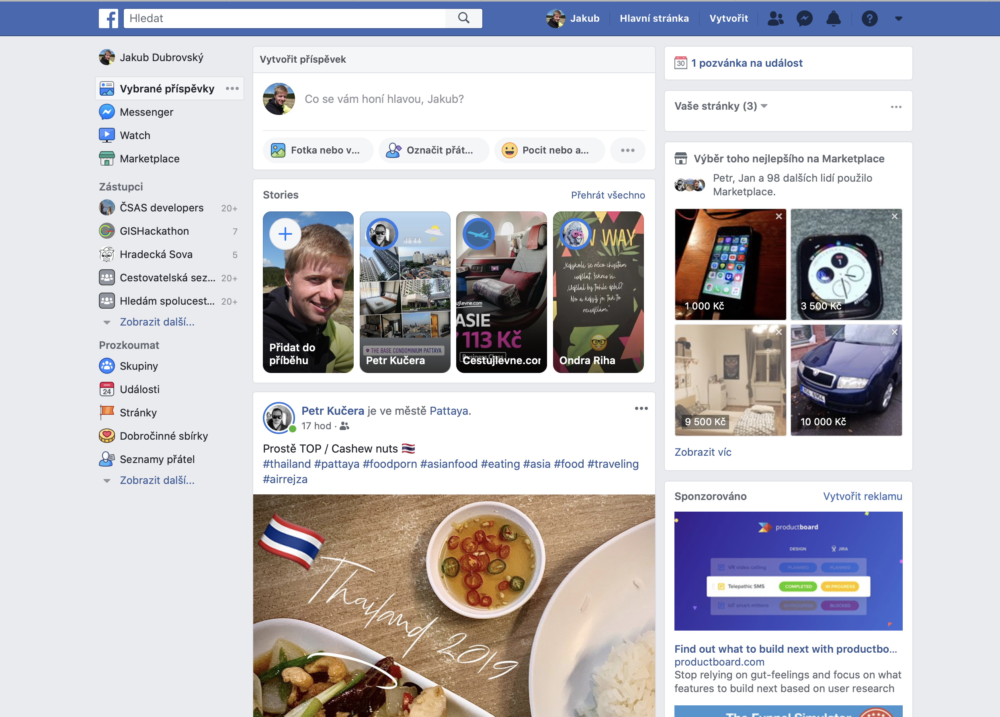 Hledat
Jakub
Hlavní stránka
Vytvořit
Jakub Dubrovský
Vybrané příspěvky
Messenger
Watch
Marketplace
Zástupci
ČSAS developers 20+
GISHackathon 7
Hradecká Sova 5
Cestovatelská sez... 20+
Hledám spolucest... 20+
Zobrazit další...
Prozkoumat
Skupiny
24
Události
Stránky
Dobročinné sbírky
Seznamy přátel
Zobrazit další...
Vytvořit příspěvek
Co se vám honí hlavou, Jakub?
Fotka nebo v...
Označit přát...
Pocit nebo a...
Stories
Přehrát všechno
Přidat do
příběhu
16 44
31°
THE BASE CONDOMINIUM PATTAYA
Petr Kučera
ujlevne.com
ASIE
113 Kč
Business Class
Cestujlevne.cor
W WAY
„Kdykoli se něco chystám
udělat, řeknu si:
‚Udělal by tohle debil?'
No a když jo, tak to
neudělám."
Ondra Riha
Petr Kučera je ve městě Pattaya.
17 hod ·
Prostě TOP / Cashew nuts 🇹🇭
#thailand #pattaya #foodporn #asianfood #eating #asia #food #traveling
#airrejza
Thailand 2019
30
1 pozvánka na událost
Vaše stránky (3)
Výběr toho nejlepšího na Marketplace
Petr, Jan a 98 dalších lidí použilo
Marketplace.
1 000 Kč
3 500 Kč
9 500 Kč
10 000 Kč
Zobrazit víc
Sponzorováno
Vytvořit reklamu
productboard
DESIGN
JIRA
VR video calling PLANNED PLANNED
Telepathic SMS COMPLETED IN PROGRESS
IoT smart mittens IN PROGRESS BLOCKED
Find out what to build next with productbo...
productboard.com
Stop relying on gut-feelings and focus on what
features to build next based on user research
The Funnel Simulator